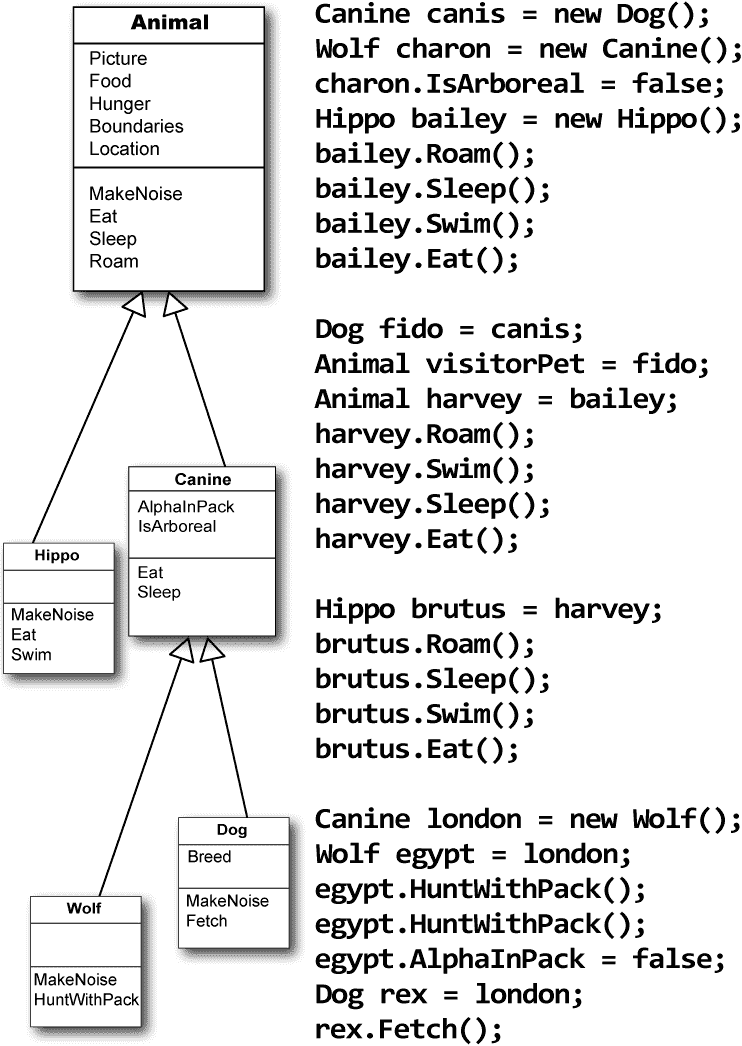 Animal
Picture
Food
Hunger
Boundaries
Location
MakeNoise
Eat
Sleep
Roam
Hippo
MakeNoise
Eat
Swim
Canine
AlphaInPack
IsArboreal
Eat
Sleep
Wolf
MakeNoise
HuntWithPack
Dog
Breed
MakeNoise
Fetch
Canine canis = new Dog();
Wolf charon = new Canine();
charon.IsArboreal = false;
Hippo bailey = new Hippo();
bailey.Roam();
bailey.Sleep();
bailey.Swim();
bailey.Eat();
Dog fido = canis;
Animal visitorPet = fido;
Animal harvey = bailey;
harvey.Roam();
harvey.Swim();
harvey.Sleep();
harvey.Eat();
Hippo brutus = harvey;
brutus.Roam();
brutus.Sleep();
brutus.Swim();
brutus.Eat();
Canine london = new Wolf();
Wolf egypt = london;
egypt.HuntWithPack();
egypt.HuntWithPack();
egypt.AlphaInPack = false;
Dog rex = london;
rex.Fetch();